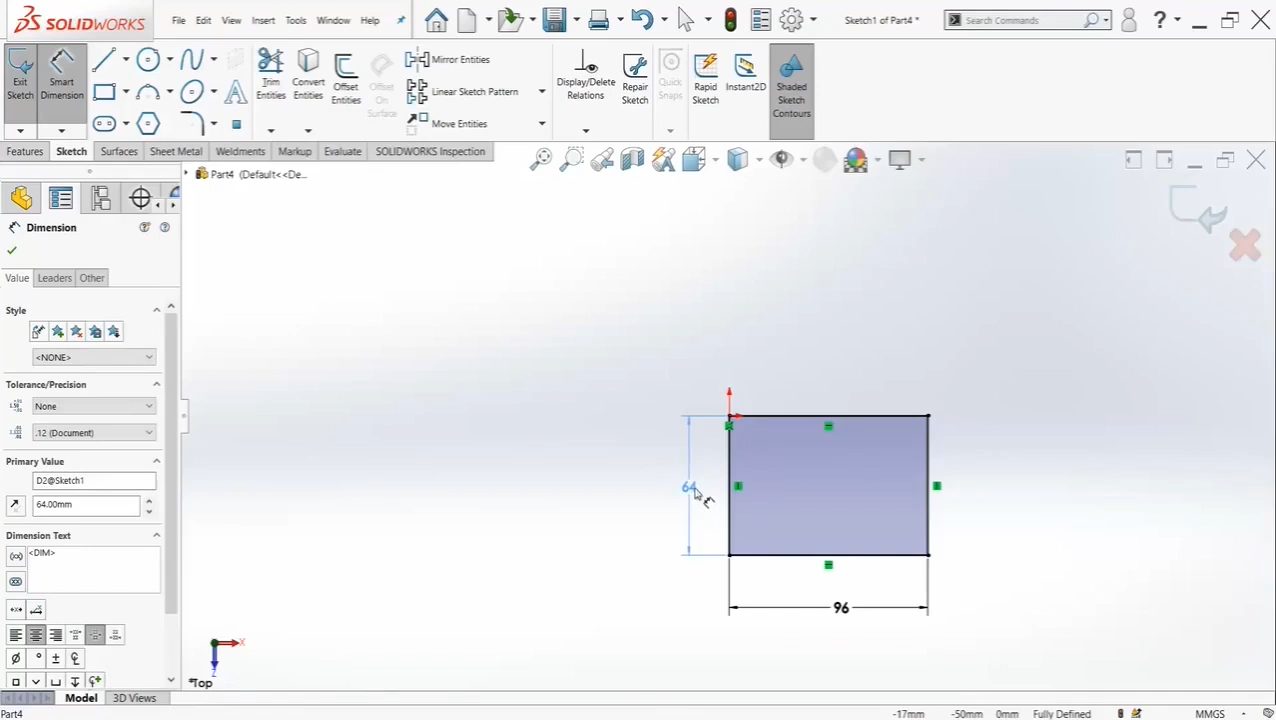 SOLIDWORKS File Edit View Insert Tools Window Help Sketch1 of Part4 * Search Commands ?
Exit Sketch
Smart Dimension
Trim Entities
Convert Entities
Offset Entities
Offset On Surface
Mirror Entities
Linear Sketch Pattern
Move Entities
Display/Delete Relations
Repair Sketch
Quick Snaps
Rapid Sketch
Instant2D
Shaded Sketch Contours
Features Sketch Surfaces Sheet Metal Weldments Markup Evaluate SOLIDWORKS Inspection
Part4 (Default<<De...
Dimension
Value Leaders Other
Style
<NONE>
Tolerance/Precision
None
.12 (Document)
Primary Value
D2@Sketch1
64.00mm
Dimension Text
<DIM>
64
96
X
Z
*Top
Model 3D Views
Part4 -17mm -50mm 0mm Fully Defined MMGS